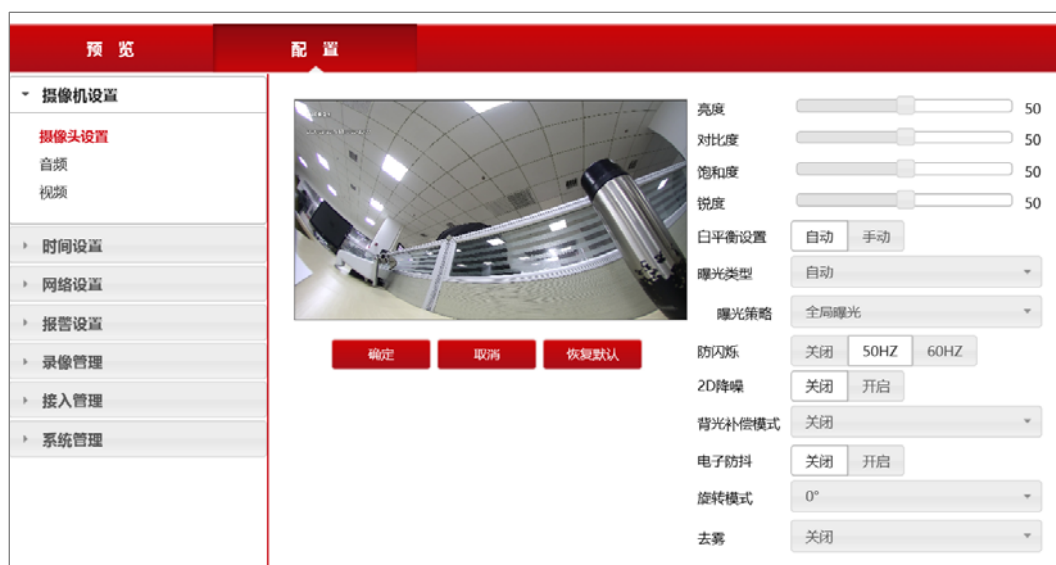 预 览
配 置
摄像机设置
摄像头设置
音频
视频
时间设置
网络设置
报警设置
录像管理
接入管理
系统管理
确定 取消 恢复默认
亮度 50
对比度 50
饱和度 50
锐度 50
白平衡设置 自动 手动
曝光类型 自动
曝光策略 全局曝光
防闪烁 关闭 50HZ 60HZ
2D降噪 关闭 开启
背光补偿模式 关闭
电子防抖 关闭 开启
旋转模式 0°
去雾 关闭